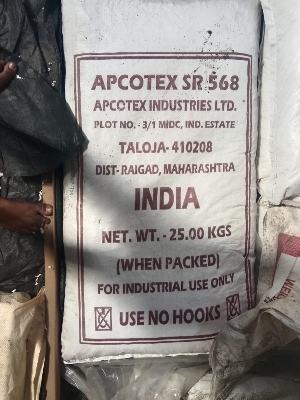 APCOTEX SR 568
APCOTEX INDUSTRIES LTD.
PLOT NO. - 3/1 MIDC, IND. ESTATE
TALOJA- 410208
DIST- RAIGAD, MAHARASHTRA
INDIA
NET. WT. - 25.00 KGS
(WHEN PACKED)
FOR INDUSTRIAL USE ONLY
USE NO HOOKS